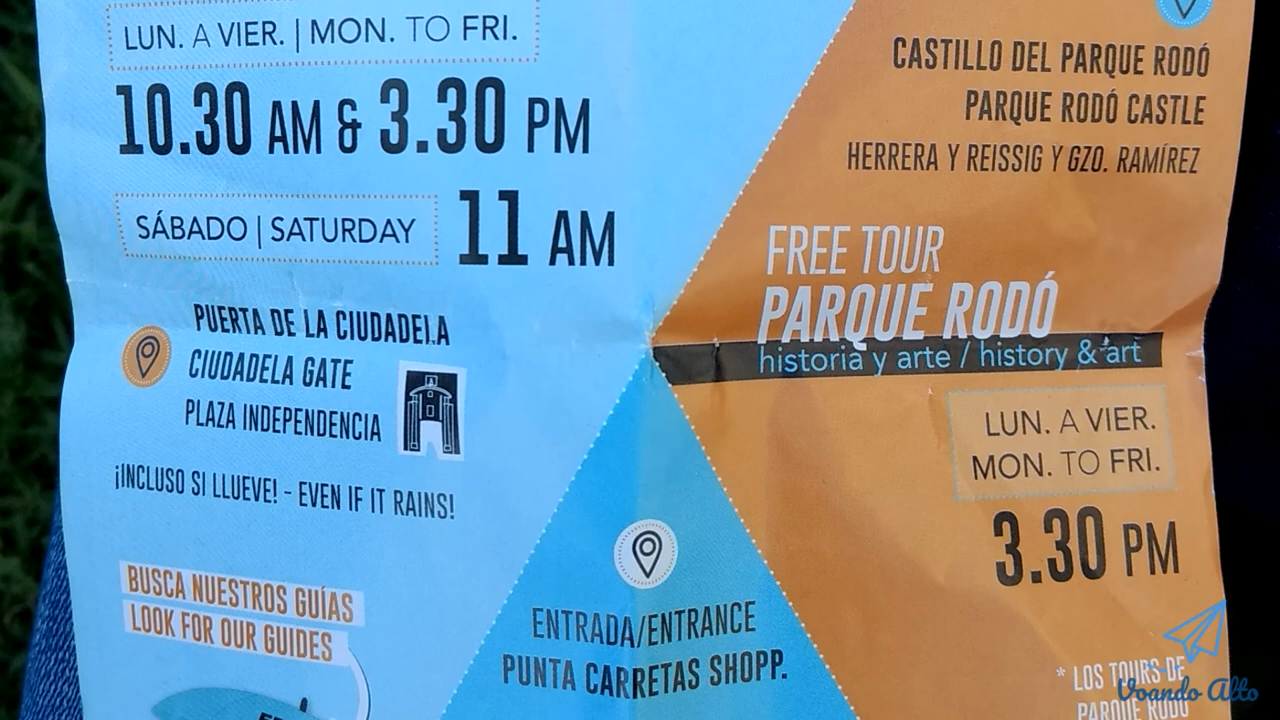 LUN. A VIER. | MON. TO FRI.
10.30 AM & 3.30 PM
SÁBADO | SATURDAY 11 AM
PUERTA DE LA CIUDADELA
CIUDADELA GATE
PLAZA INDEPENDENCIA
¡INCLUSO SI LLUEVE! - EVEN IF IT RAINS!
BUSCA NUESTROS GUÍAS
LOOK FOR OUR GUIDES
ENTRADA/ENTRANCE
PUNTA CARRETAS SHOPP.
CASTILLO DEL PARQUE RODÓ
PARQUE RODÓ CASTLE
HERRERA Y REISSIG Y GZO. RAMÍREZ
FREE TOUR
PARQUE RODÓ
historia y arte / history & art
LUN. A VIER.
MON. TO FRI.
3.30 PM
* LOS TOURS DE
PARQUE RODÓ
Voando Alto